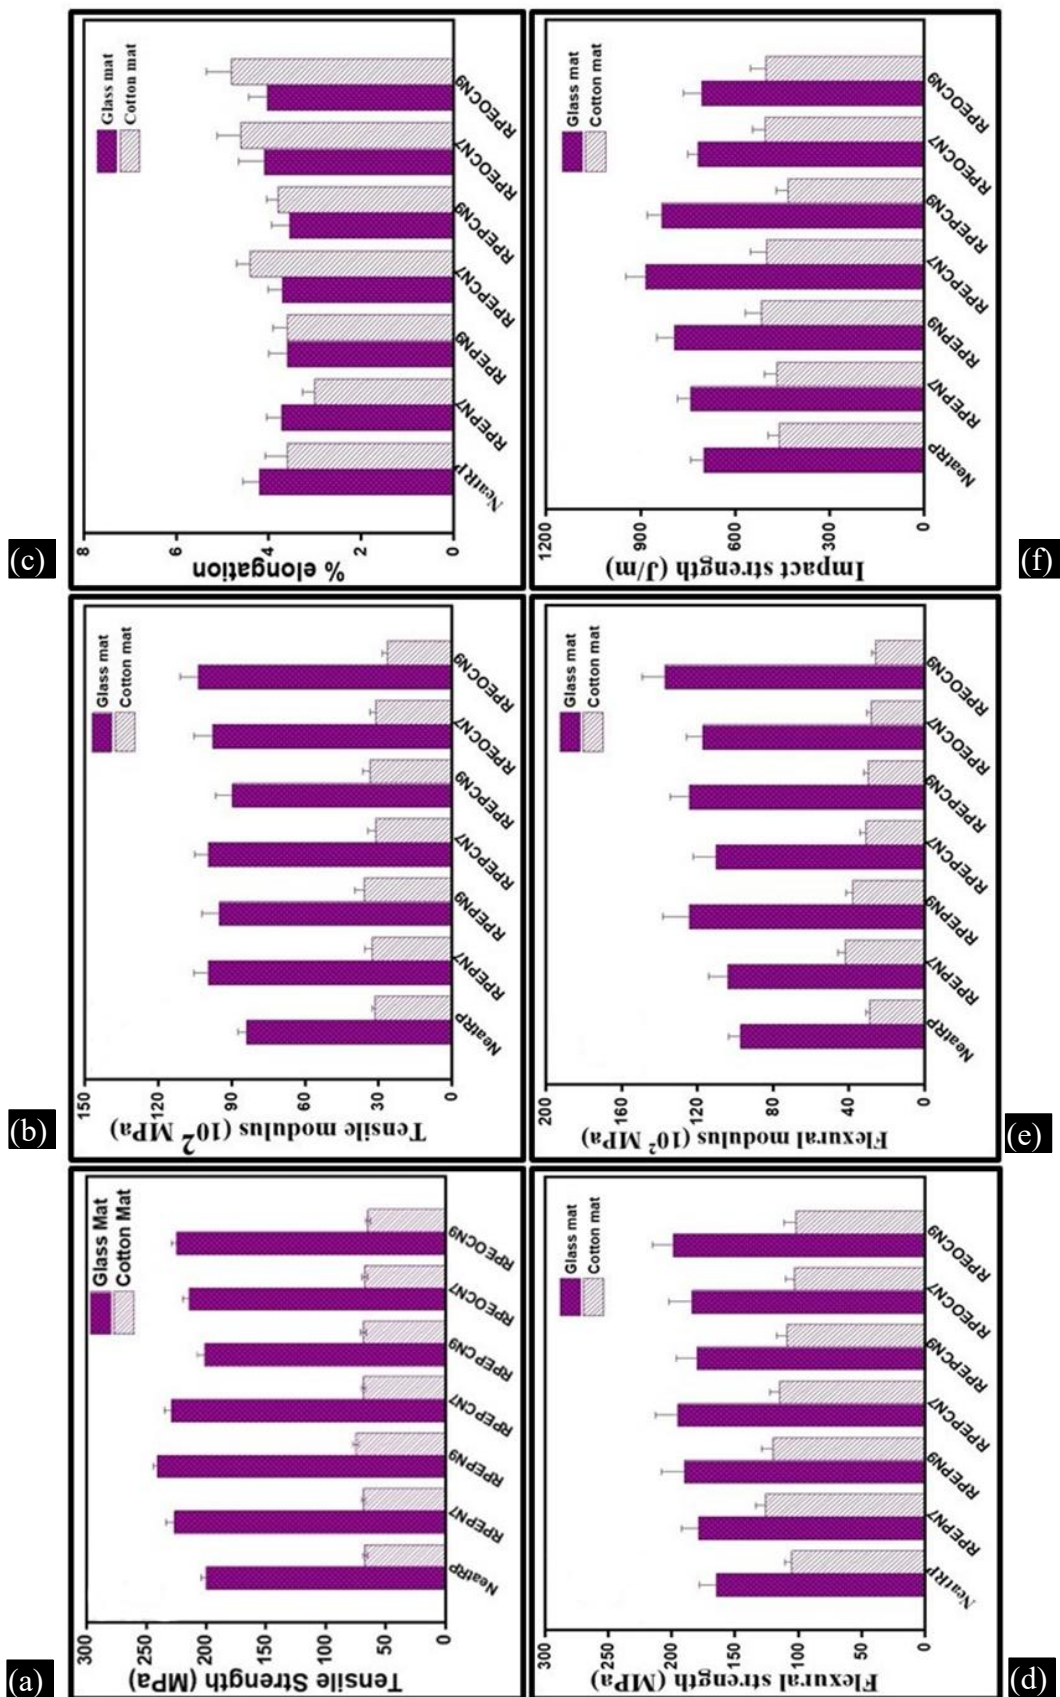 (a)
Tensile Strength (MPa)
300
250
200
150
100
50
0
Glass Mat
Cotton Mat
NeatRP
RPEPN7
RPEPN9
RPEPCN7
RPEPCN9
RPEOCN7
RPEOCN9
(b)
Tensile modulus (10² MPa)
150
120
90
60
30
0
Glass mat
Cotton mat
NeatRP
RPEPN7
RPEPN9
RPEPCN7
RPEPCN9
RPEOCN7
RPEOCN9
(c)
% elongation
8
6
4
2
0
Glass mat
Cotton mat
NeatRP
RPEPN7
RPEPN9
RPEPCN7
RPEPCN9
RPEOCN7
RPEOCN9
(d)
Flexural strength (MPa)
300
250
200
150
100
50
0
Glass mat
Cotton mat
NeatRP
RPEPN7
RPEPN9
RPEPCN7
RPEPCN9
RPEOCN7
RPEOCN9
(e)
Flexural modulus (10² MPa)
200
160
120
80
40
0
Glass mat
Cotton mat
NeatRP
RPEPN7
RPEPN9
RPEPCN7
RPEPCN9
RPEOCN7
RPEOCN9
(f)
Impact strength (J/m)
1200
900
600
300
0
Glass mat
Cotton mat
NeatRP
RPEPN7
RPEPN9
RPEPCN7
RPEPCN9
RPEOCN7
RPEOCN9